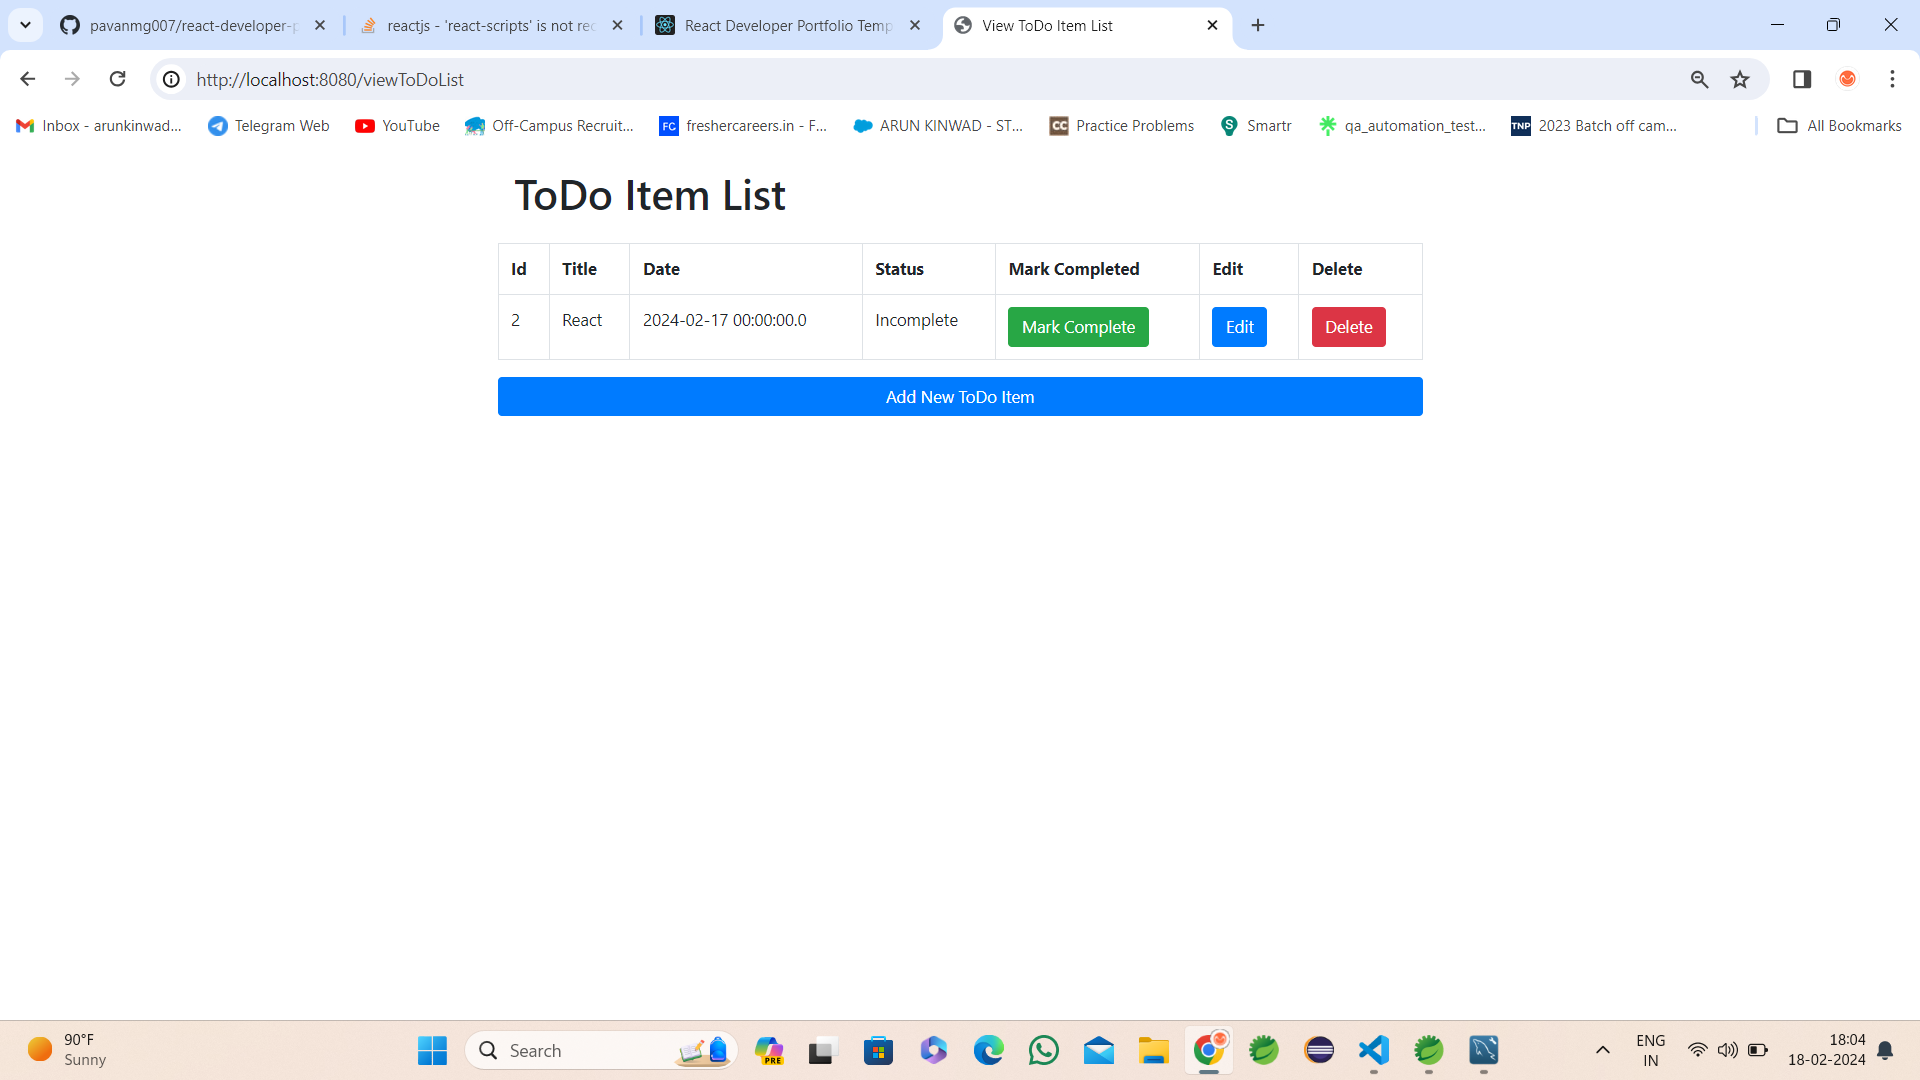 pavanmg007/react-developer-p
reactjs - 'react-scripts' is not rec
React Developer Portfolio Temp
View ToDo Item List
http://localhost:8080/viewToDoList
Inbox - arunkinwad...
Telegram Web
YouTube
Off-Campus Recruit...
FC freshercareers.in - F...
ARUN KINWAD - ST...
CC Practice Problems
S Smartr
qa_automation_test...
TNP 2023 Batch off cam...
All Bookmarks
ToDo Item List
Id Title Date Status Mark Completed Edit Delete
2 React 2024-02-17 00:00:00.0 Incomplete Mark Complete Edit Delete
Add New ToDo Item
90°F
Sunny
Search
PRE
ENG
IN
18:04
18-02-2024